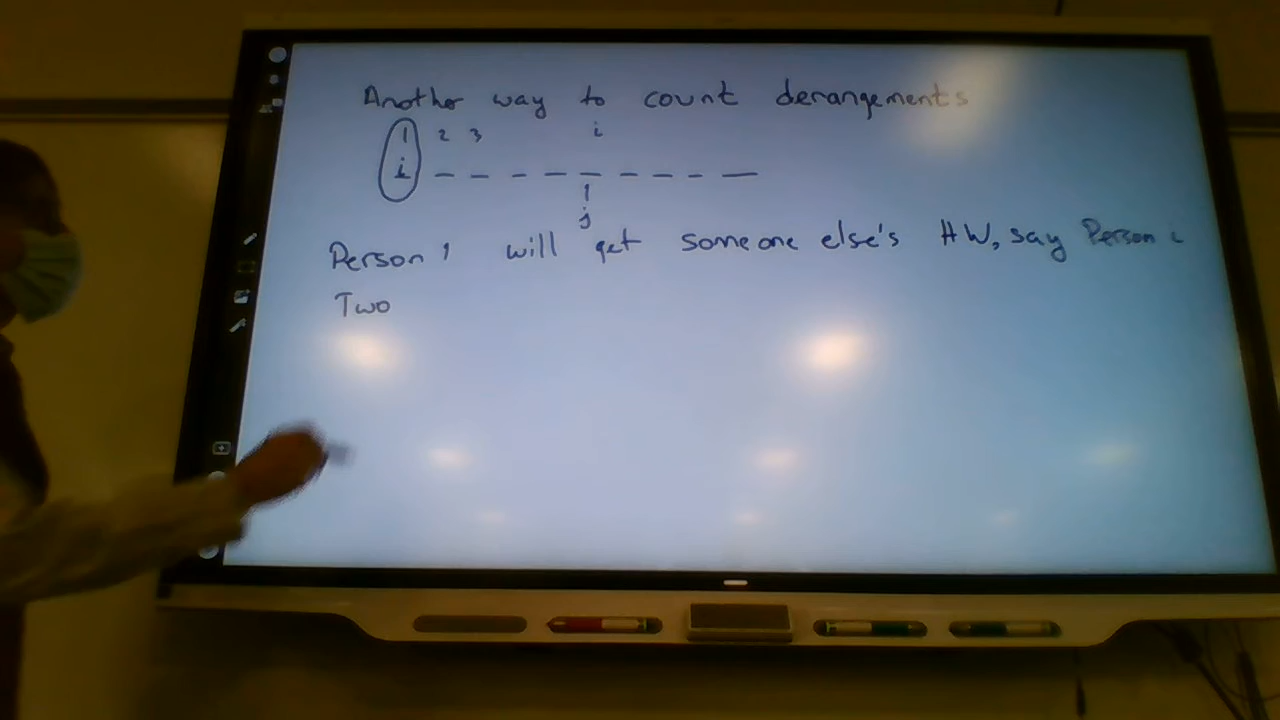 Another way to count derangements
1 2 3 i
i _ _ _ _ _ _ _ _ _
1
j
Person 1 will get someone else's HW, say Person i
Two